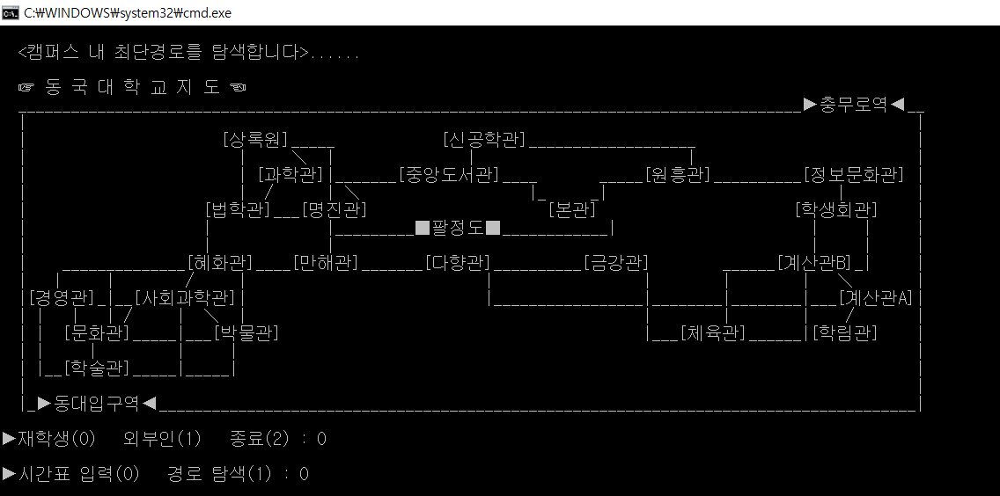 C:\WINDOWS\system32\cmd.exe
<캠퍼스 내 최단경로를 탐색합니다>......
☞ 동 국 대 학 교 지 도 ☜
▶충무로역◀
[상록원] [신공학관]
[과학관] [중앙도서관] [원흥관] [정보문화관]
[법학관] [명진관] [본관] [학생회관]
■팔정도■
[혜화관] [만해관] [다향관] [금강관] [계산관B]
[경영관] [사회과학관] [계산관A]
[문화관] [박물관] [체육관] [학림관]
[학술관]
▶동대입구역◀
▶재학생(0) 외부인(1) 종료(2) : 0
▶시간표 입력(0) 경로 탐색(1) : 0